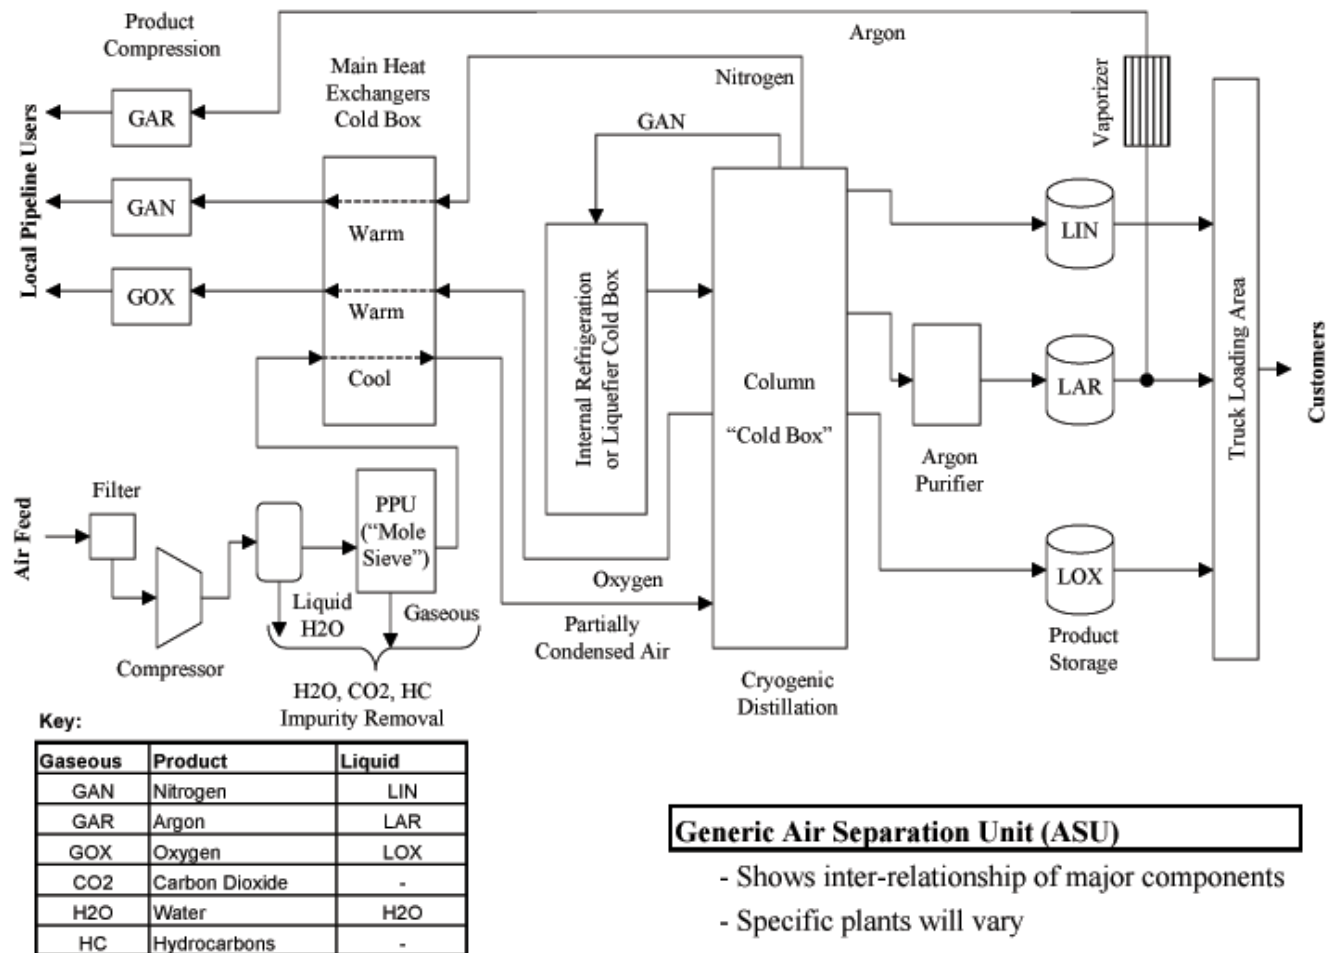 Product
Compression
Argon
Main Heat
Exchangers
Cold Box
Nitrogen
Vaporizer
GAN
GAR
Local Pipeline Users
GAN
Warm
GOX
Warm
Cool
Internal Refrigeration
or Liquefier Cold Box
Column
“Cold Box”
LIN
LAR
LOX
Argon
Purifier
Truck Loading Area
Customers
Filter
Air Feed
PPU
(“Mole
Sieve”)
Liquid
H2O
Gaseous
Compressor
Oxygen
Partially
Condensed Air
Product
Storage
Cryogenic
Distillation
H2O, CO2, HC
Impurity Removal
Key:
Gaseous Product Liquid
GAN Nitrogen LIN
GAR Argon LAR
GOX Oxygen LOX
CO2 Carbon Dioxide -
H2O Water H2O
HC Hydrocarbons -
Generic Air Separation Unit (ASU)
- Shows inter-relationship of major components
- Specific plants will vary